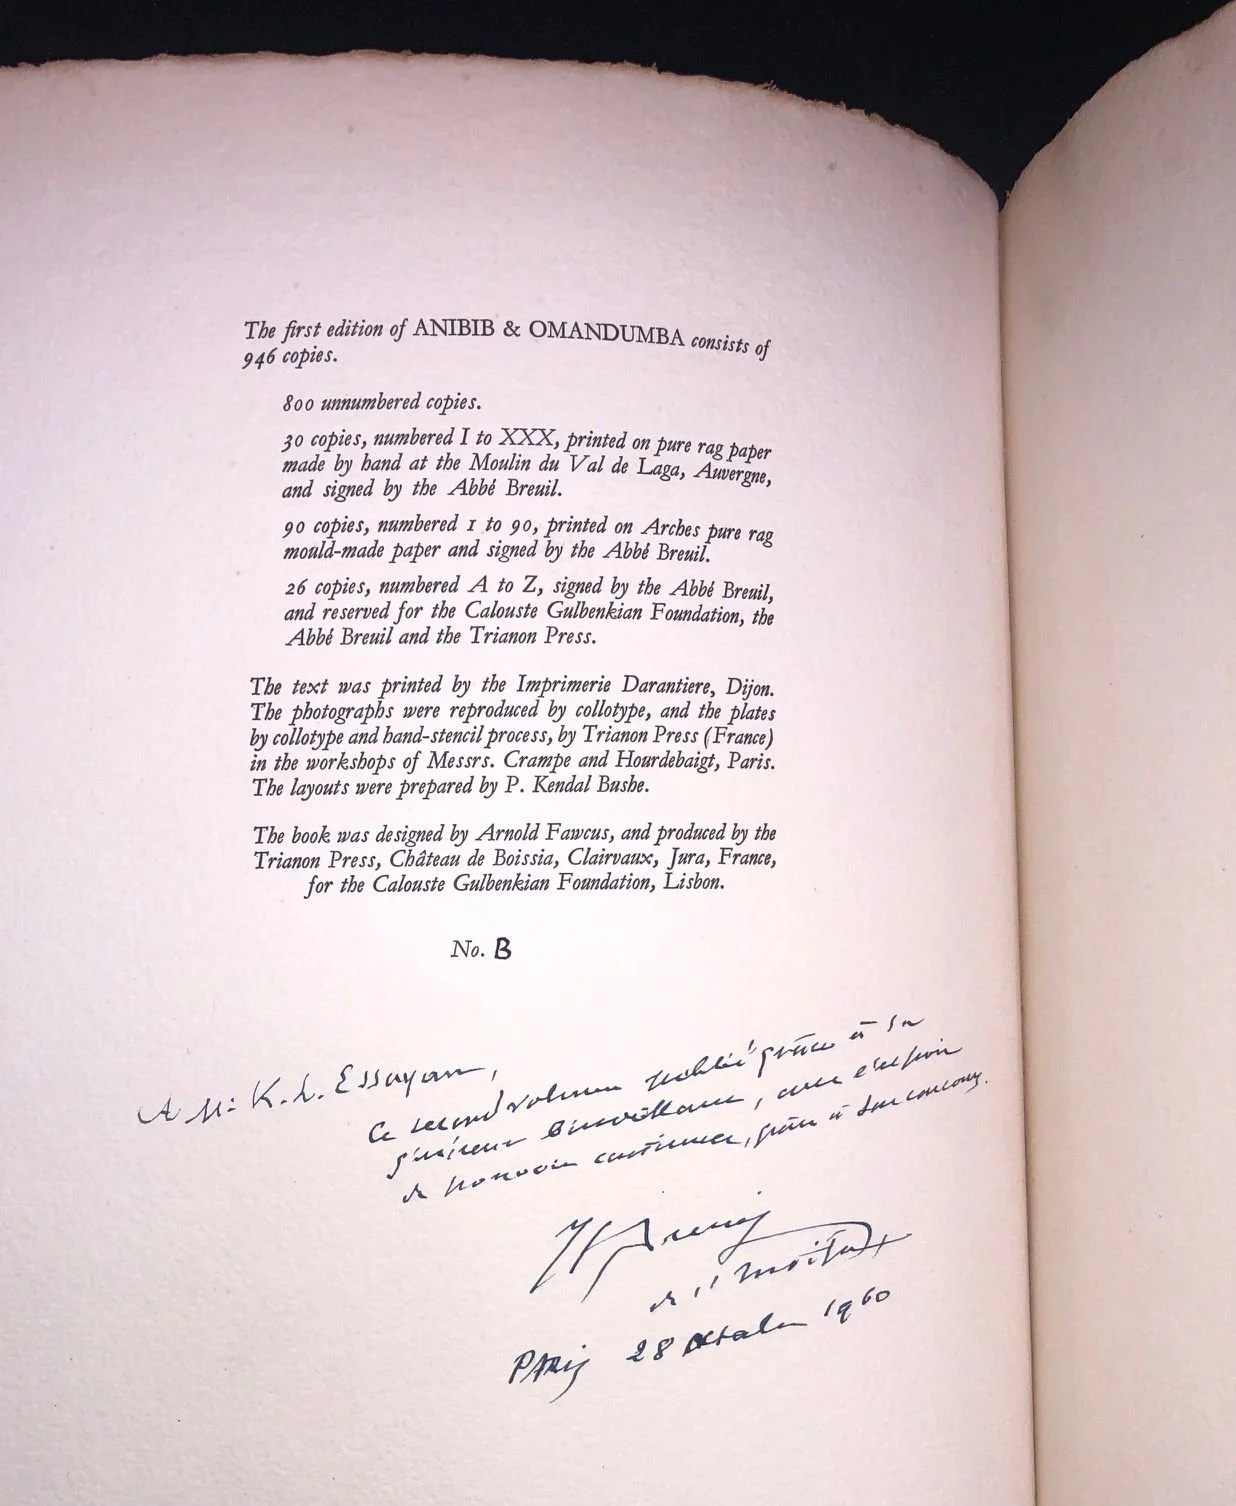 The first edition of ANIBIB & OMANDUMBA consists of
946 copies.
800 unnumbered copies.
30 copies, numbered I to XXX, printed on pure rag paper
made by hand at the Moulin du Val de Laga, Auvergne,
and signed by the Abbé Breuil.
90 copies, numbered 1 to 90, printed on Arches pure rag
mould-made paper and signed by the Abbé Breuil.
26 copies, numbered A to Z, signed by the Abbé Breuil,
and reserved for the Calouste Gulbenkian Foundation, the
Abbé Breuil and the Trianon Press.
The text was printed by the Imprimerie Darantiere, Dijon.
The photographs were reproduced by collotype, and the plates
by collotype and hand-stencil process, by Trianon Press (France)
in the workshops of Messrs. Crampe and Hourdebaigt, Paris.
The layouts were prepared by P. Kendal Bushe.
The book was designed by Arnold Fawcus, and produced by the
Trianon Press, Château de Boissia, Clairvaux, Jura, France,
for the Calouste Gulbenkian Foundation, Lisbon.
No. B
A Mr K. L. Essayan,
Ce second volume publié grâce à sa
généreuse bienveillance, avec l'espoir
de pouvoir continuer, grâce à son concours.
H Breuil
de l'Institut
Paris 28 octobre 1960